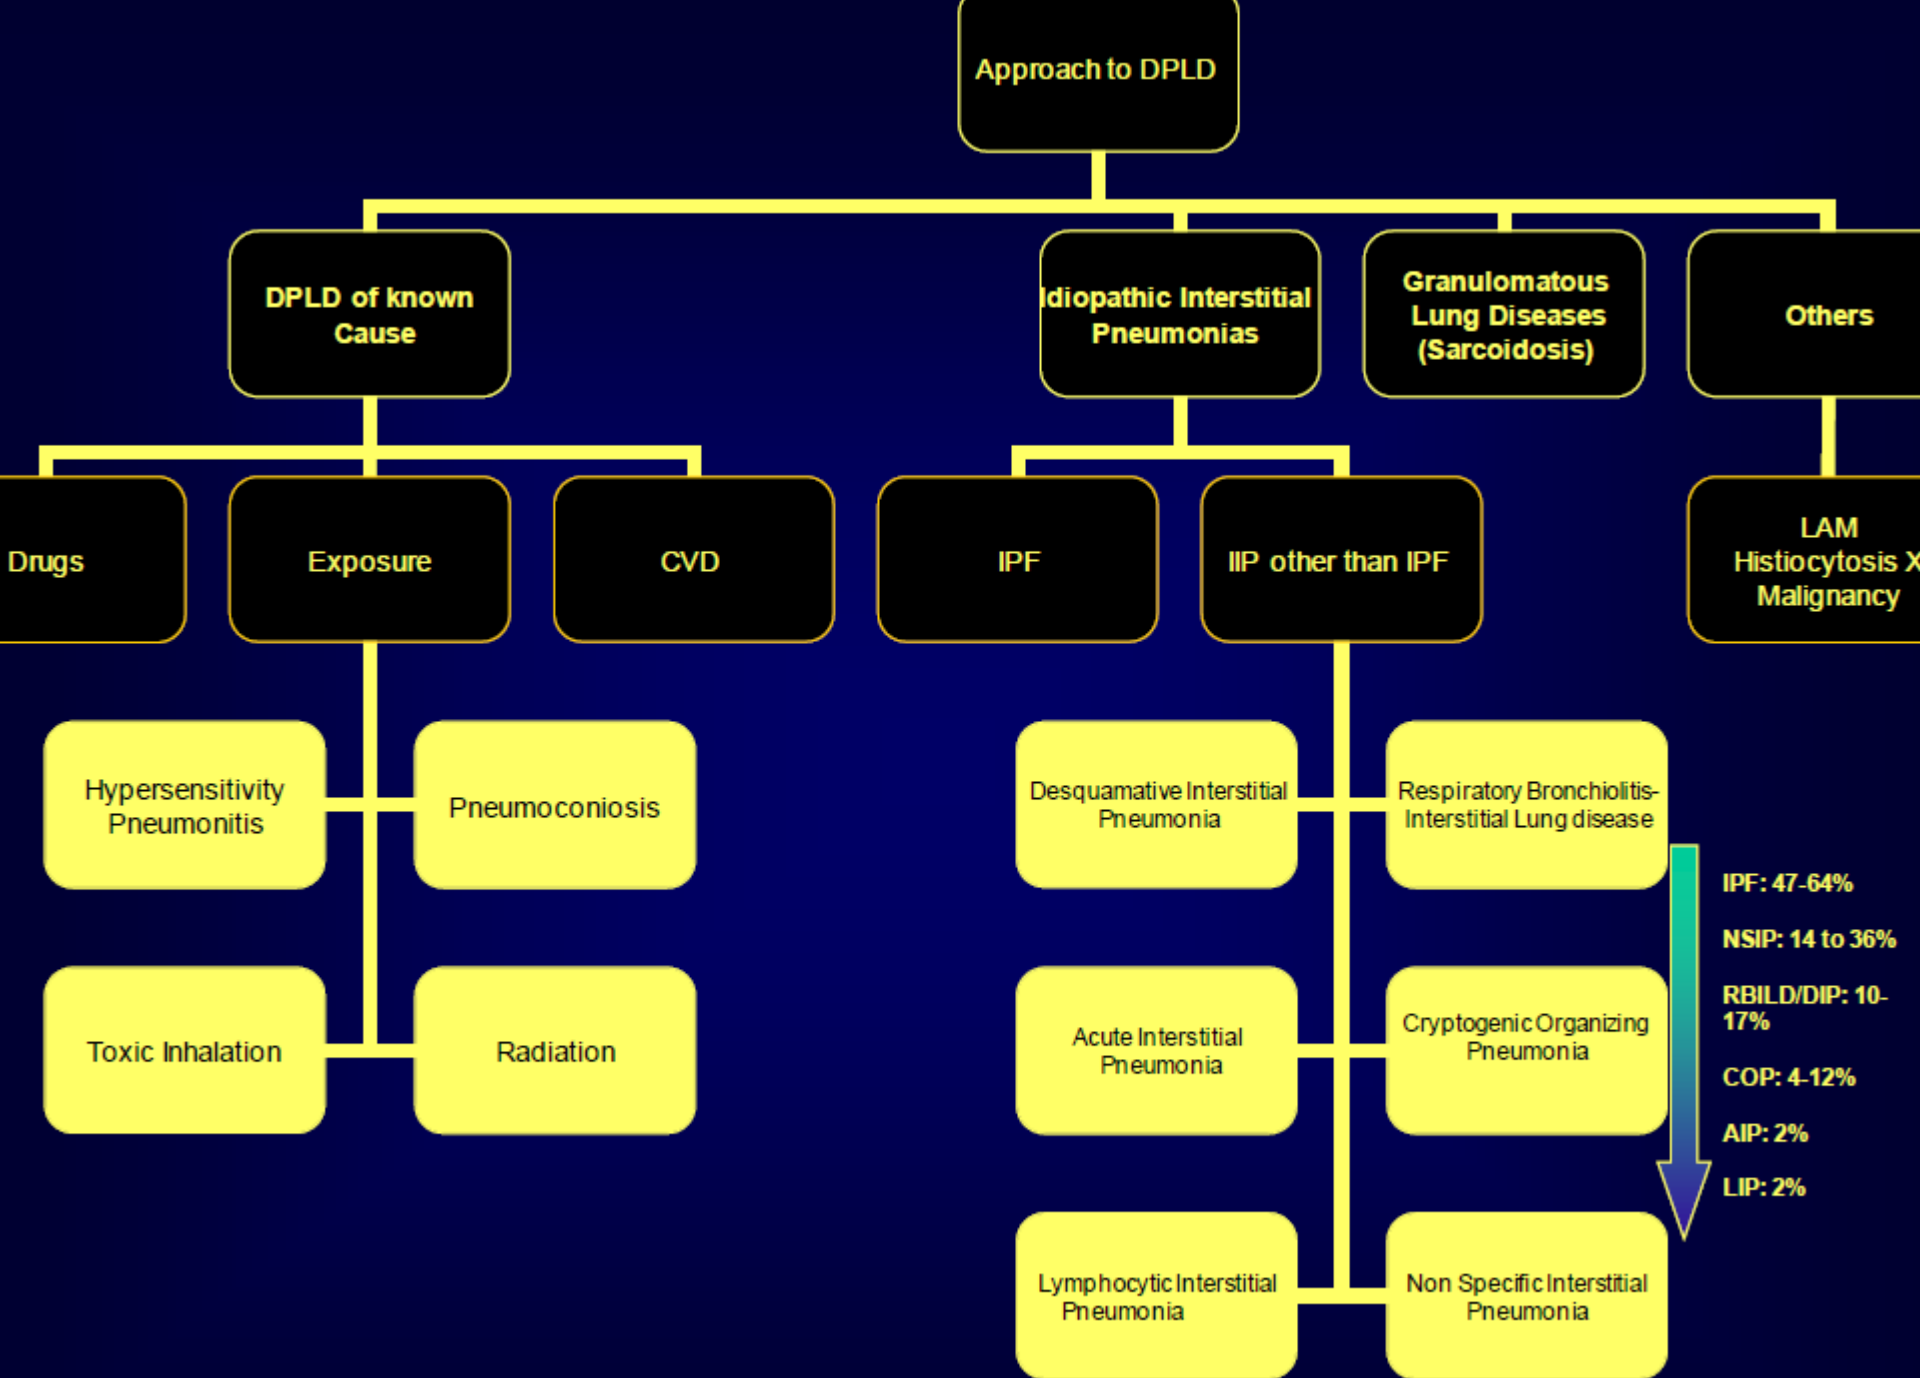 Approach to DPLD
DPLD of known
Cause
Idiopathic Interstitial
Pneumonias
Granulomatous
Lung Diseases
(Sarcoidosis)
Others
Drugs
Exposure
CVD
IPF
IIP other than IPF
LAM
Histiocytosis X
Malignancy
Hypersensitivity
Pneumonitis
Pneumoconiosis
Desquamative Interstitial
Pneumonia
Respiratory Bronchiolitis-
Interstitial Lung disease
Toxic Inhalation
Radiation
Acute Interstitial
Pneumonia
Cryptogenic Organizing
Pneumonia
Lymphocytic Interstitial
Pneumonia
Non Specific Interstitial
Pneumonia
IPF: 47-64%
NSIP: 14 to 36%
RBILD/DIP: 10-
17%
COP: 4-12%
AIP: 2%
LIP: 2%